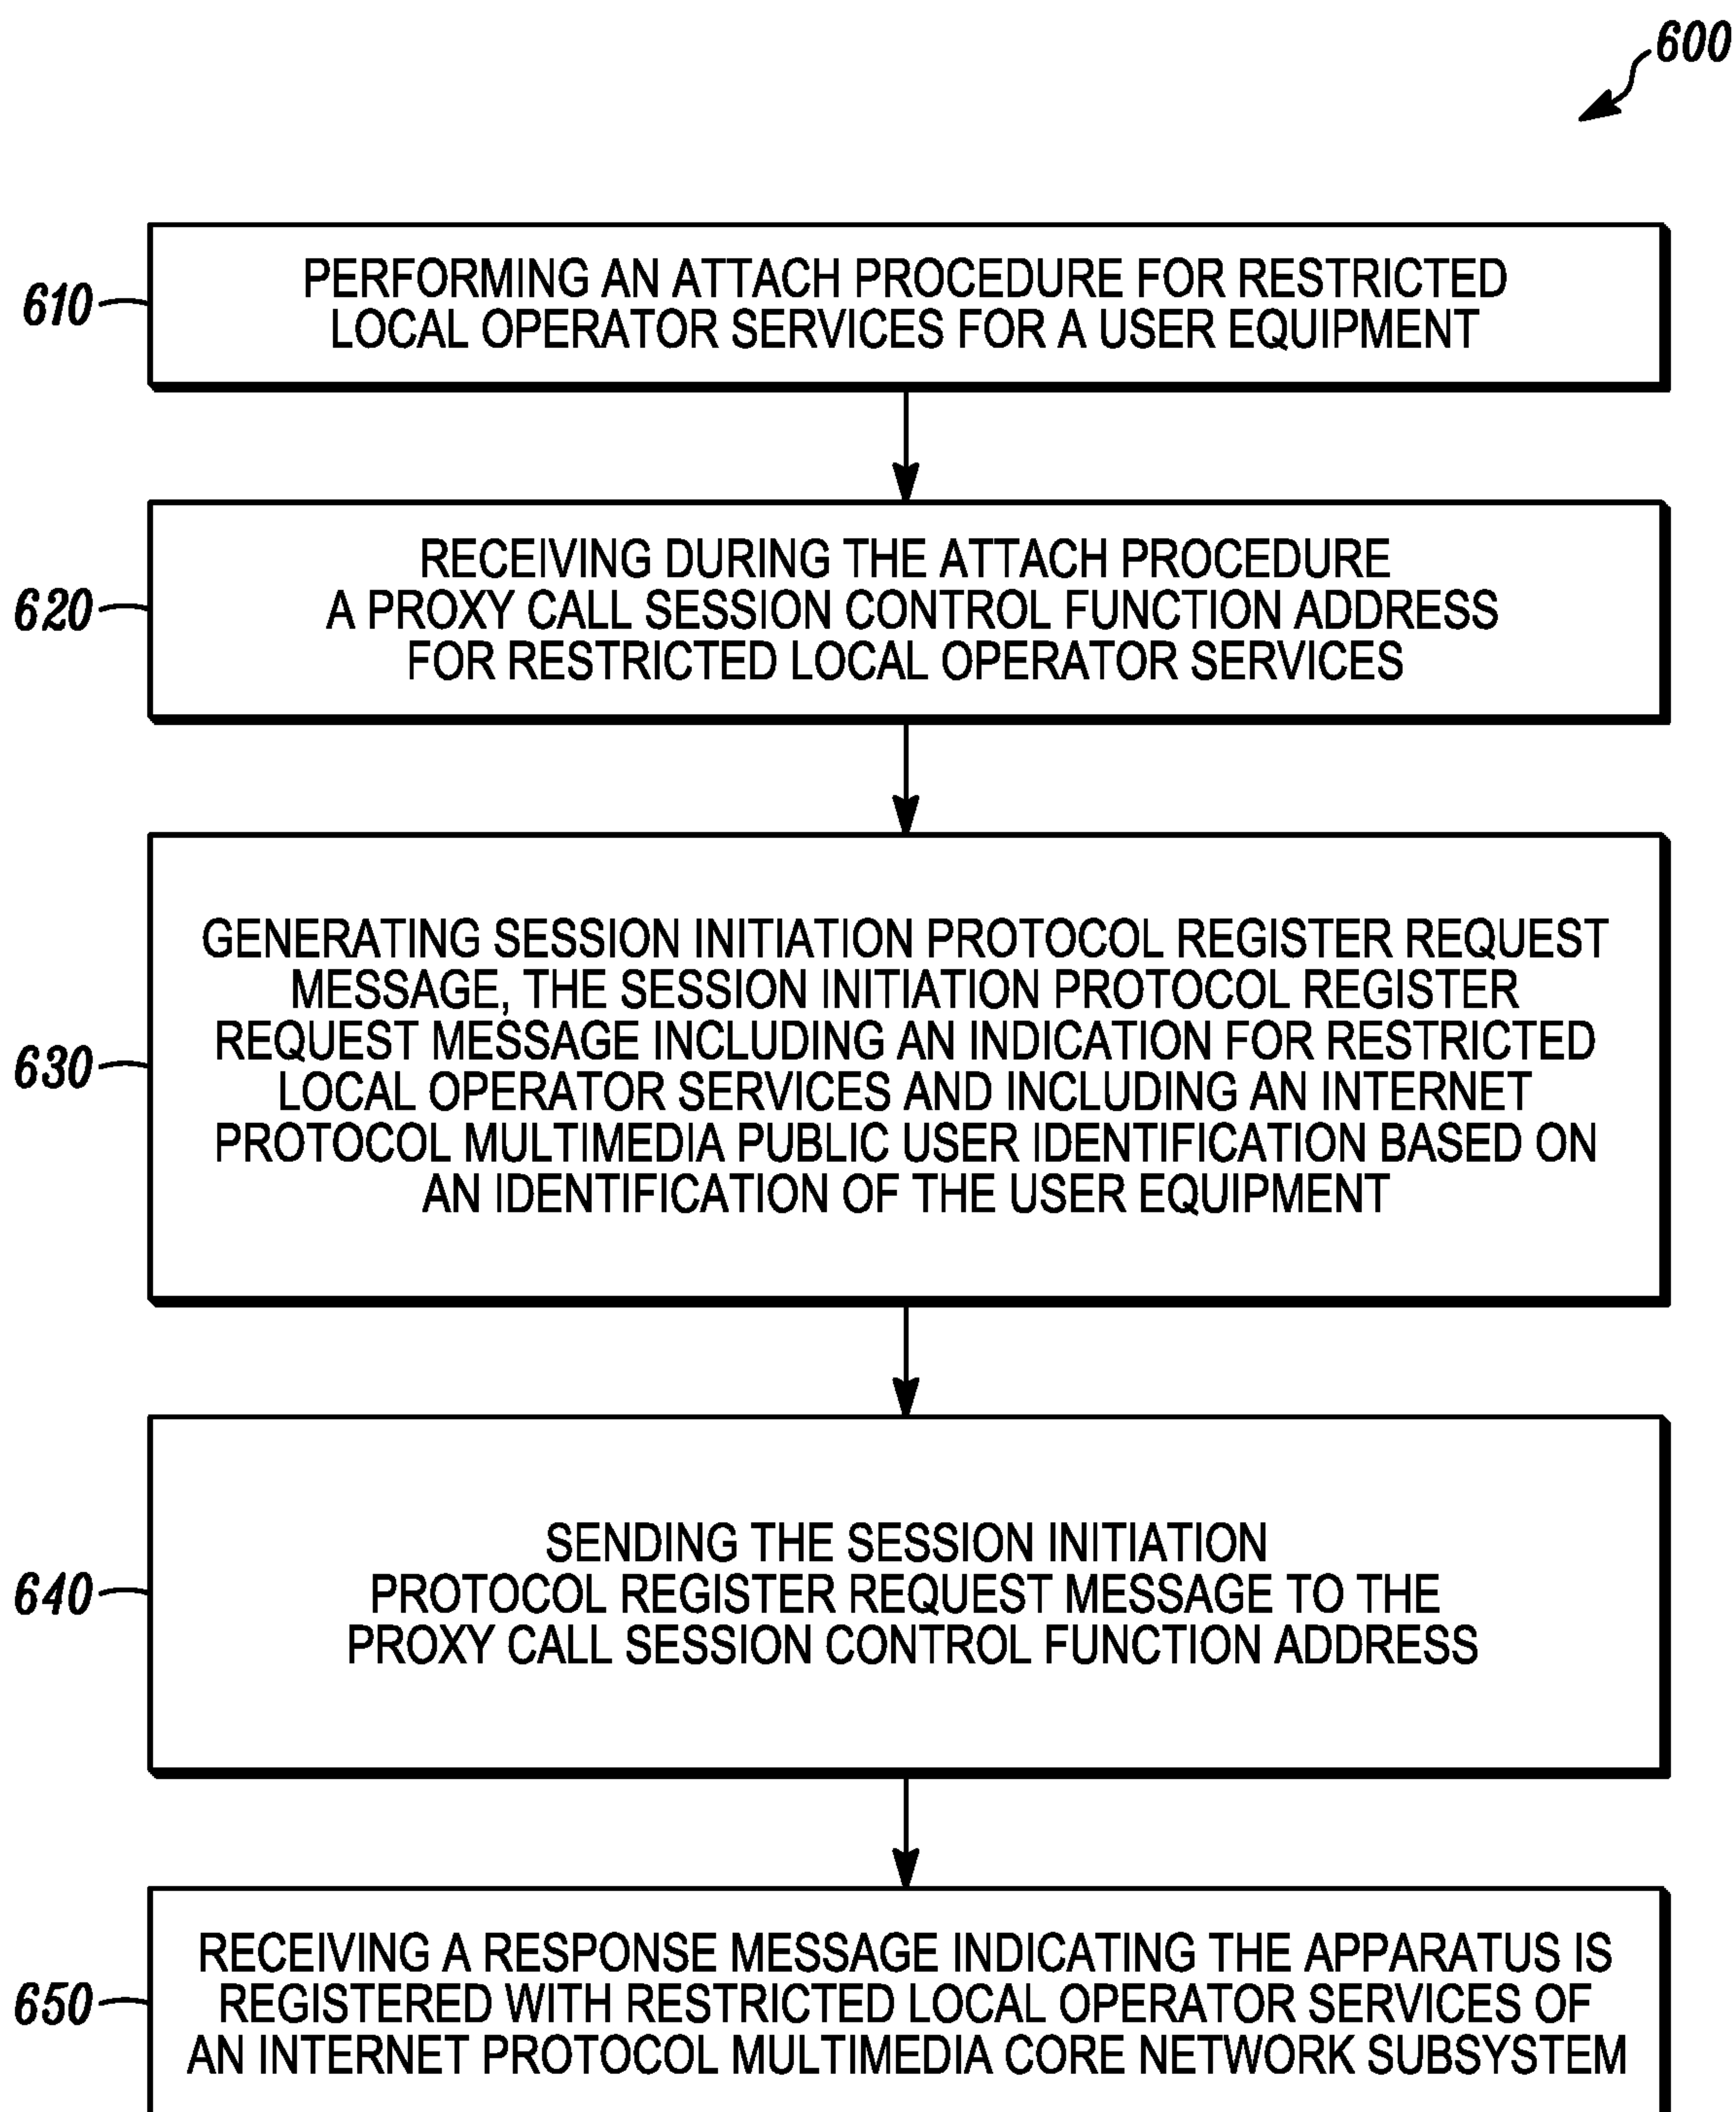 600
610
PERFORMING AN ATTACH PROCEDURE FOR RESTRICTED
LOCAL OPERATOR SERVICES FOR A USER EQUIPMENT
620
RECEIVING DURING THE ATTACH PROCEDURE
A PROXY CALL SESSION CONTROL FUNCTION ADDRESS
FOR RESTRICTED LOCAL OPERATOR SERVICES
630
GENERATING SESSION INITIATION PROTOCOL REGISTER REQUEST
MESSAGE, THE SESSION INITIATION PROTOCOL REGISTER
REQUEST MESSAGE INCLUDING AN INDICATION FOR RESTRICTED
LOCAL OPERATOR SERVICES AND INCLUDING AN INTERNET
PROTOCOL MULTIMEDIA PUBLIC USER IDENTIFICATION BASED ON
AN IDENTIFICATION OF THE USER EQUIPMENT
640
SENDING THE SESSION INITIATION
PROTOCOL REGISTER REQUEST MESSAGE TO THE
PROXY CALL SESSION CONTROL FUNCTION ADDRESS
650
RECEIVING A RESPONSE MESSAGE INDICATING THE APPARATUS IS
REGISTERED WITH RESTRICTED LOCAL OPERATOR SERVICES OF
AN INTERNET PROTOCOL MULTIMEDIA CORE NETWORK SUBSYSTEM